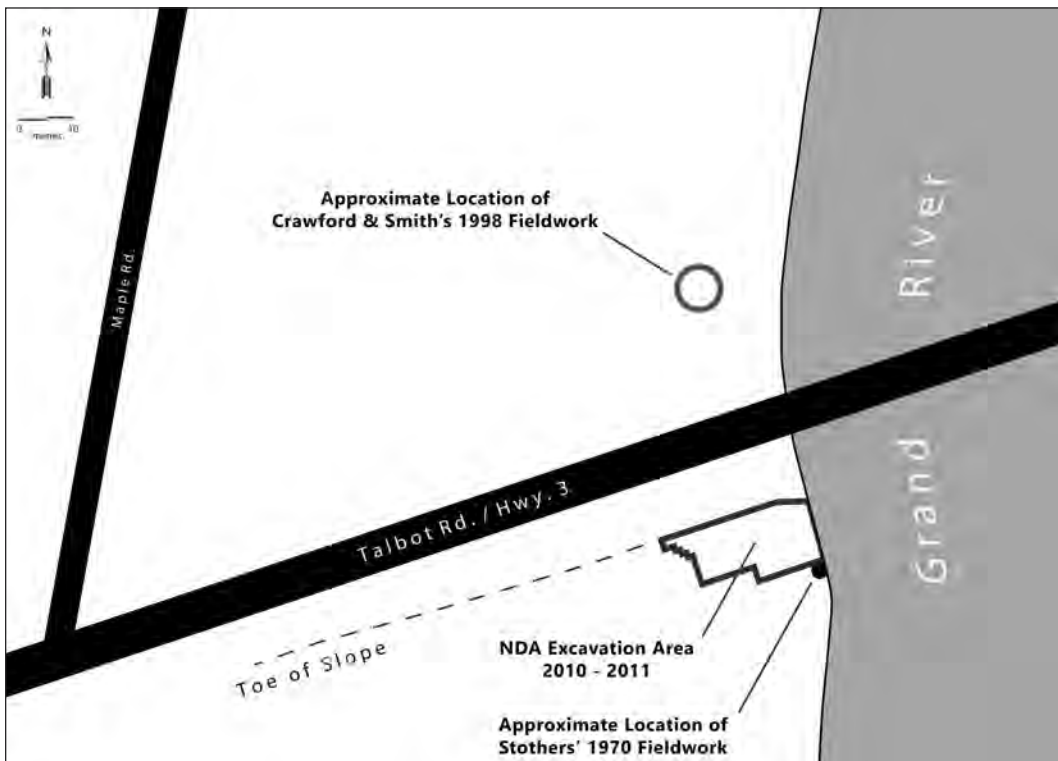 N
0
40
metres
Approximate Location of
Crawford & Smith's 1998 Fieldwork
Maple Rd.
Grand River
Talbot Rd. / Hwy. 3
Toe of Slope
NDA Excavation Area
2010 - 2011
Approximate Location of
Stothers' 1970 Fieldwork